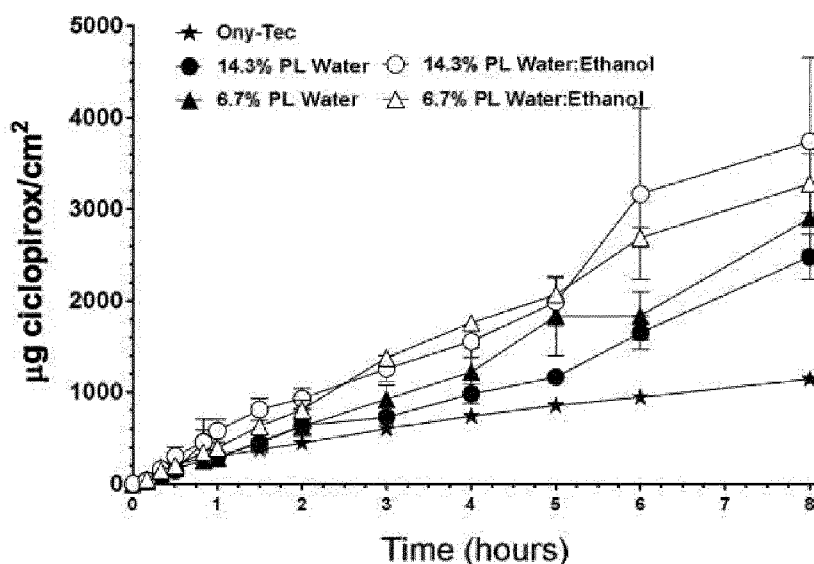 µg ciclopirox/cm²
5000
4000
3000
2000
1000
0
Ony-Tec
14.3% PL Water
14.3% PL Water:Ethanol
6.7% PL Water
6.7% PL Water:Ethanol
0 1 2 3 4 5 6 7 8
Time (hours)